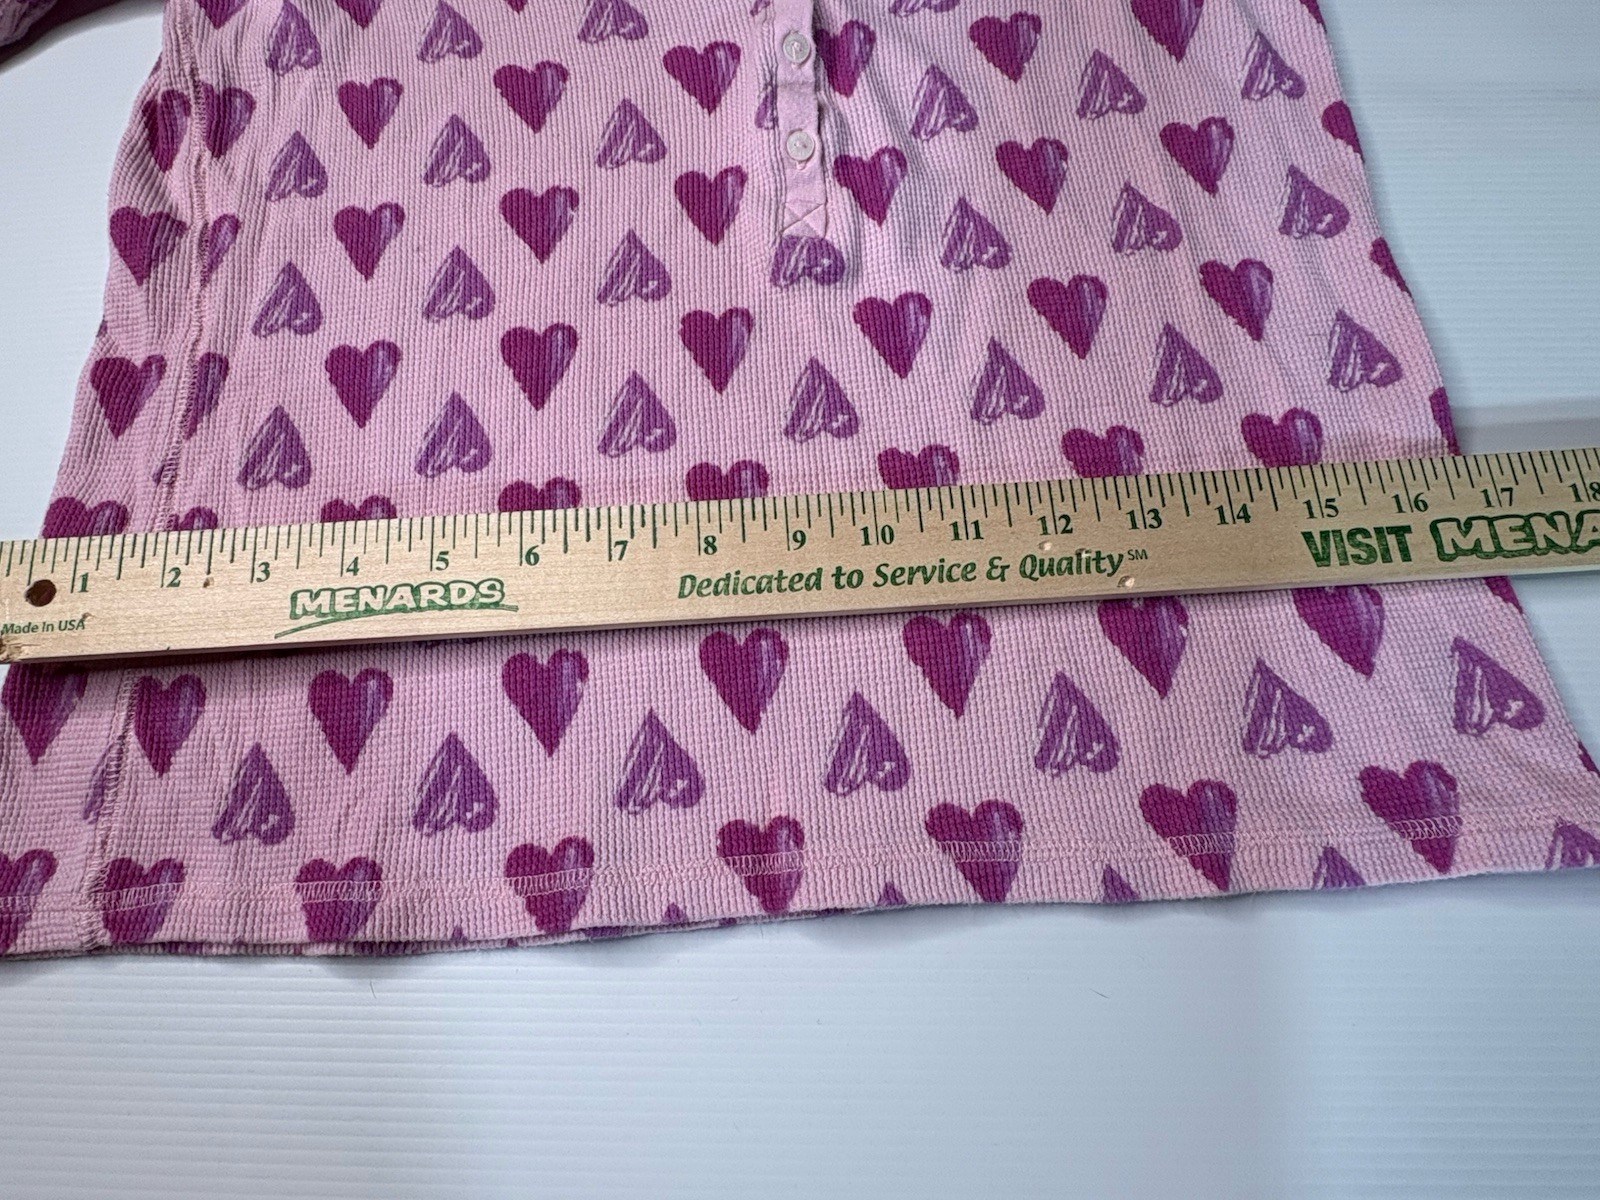 1 2 3 4 5 6 7 8 9 10 11 12 13 14 15 16 17 18
Made In USA MENARDS Dedicated to Service & Quality SM VISIT MENA